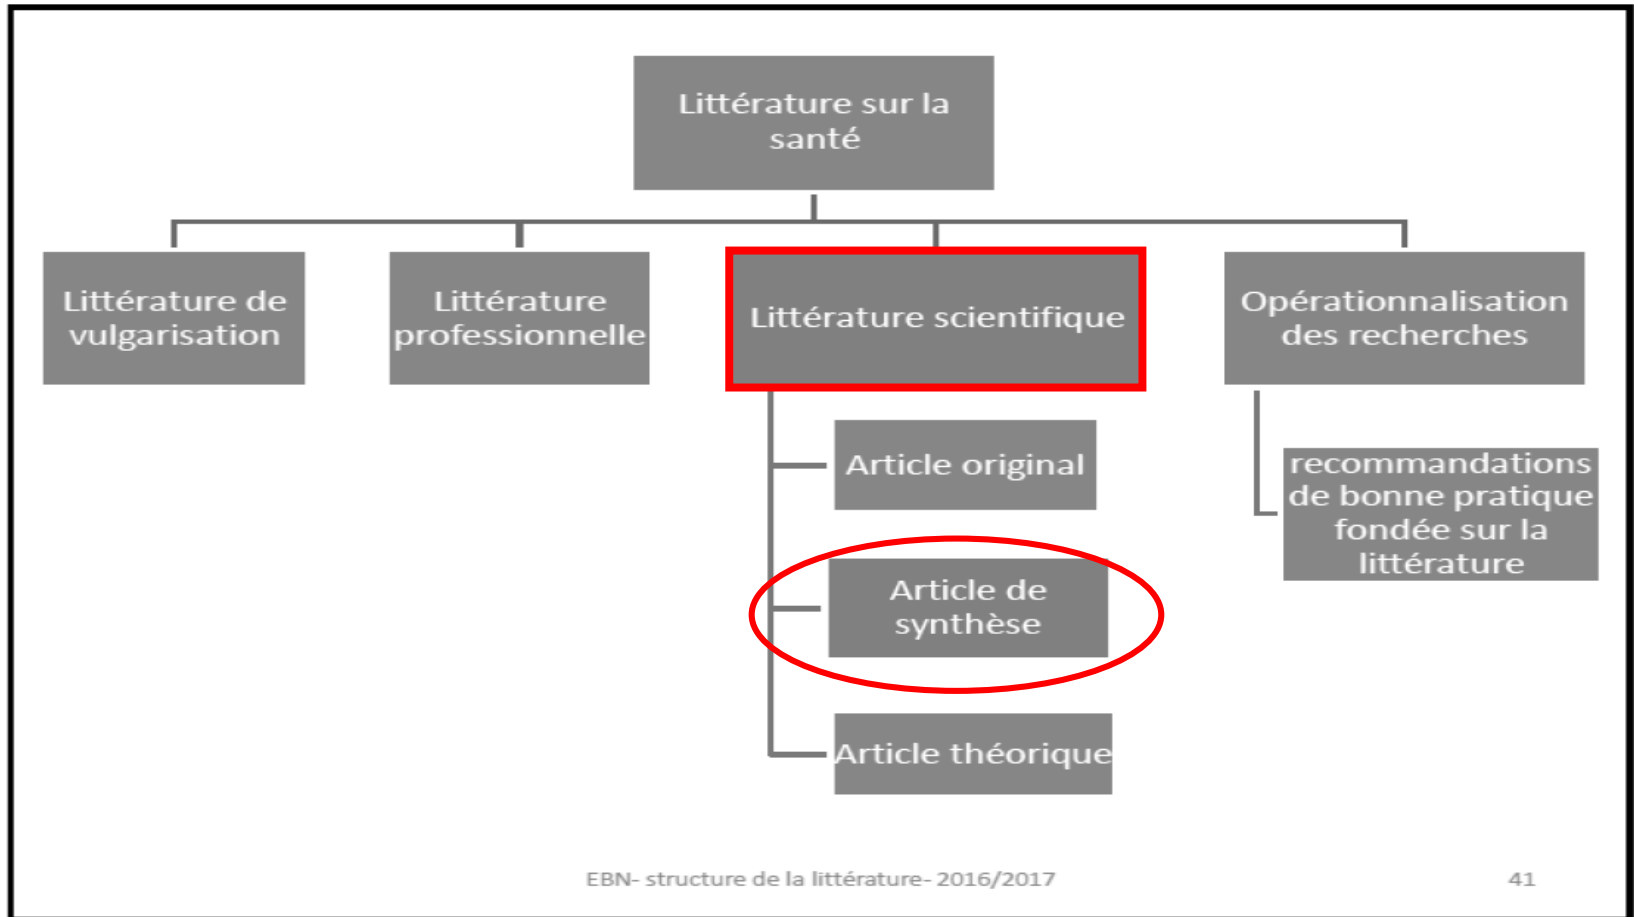 Littérature sur la
santé
Littérature de
vulgarisation
Littérature
professionnelle
Littérature scientifique
Opérationnalisation
des recherches
Article original
recommandations
de bonne pratique
fondée sur la
littérature
Article de
synthèse
Article théorique
EBN- structure de la littérature- 2016/2017
41